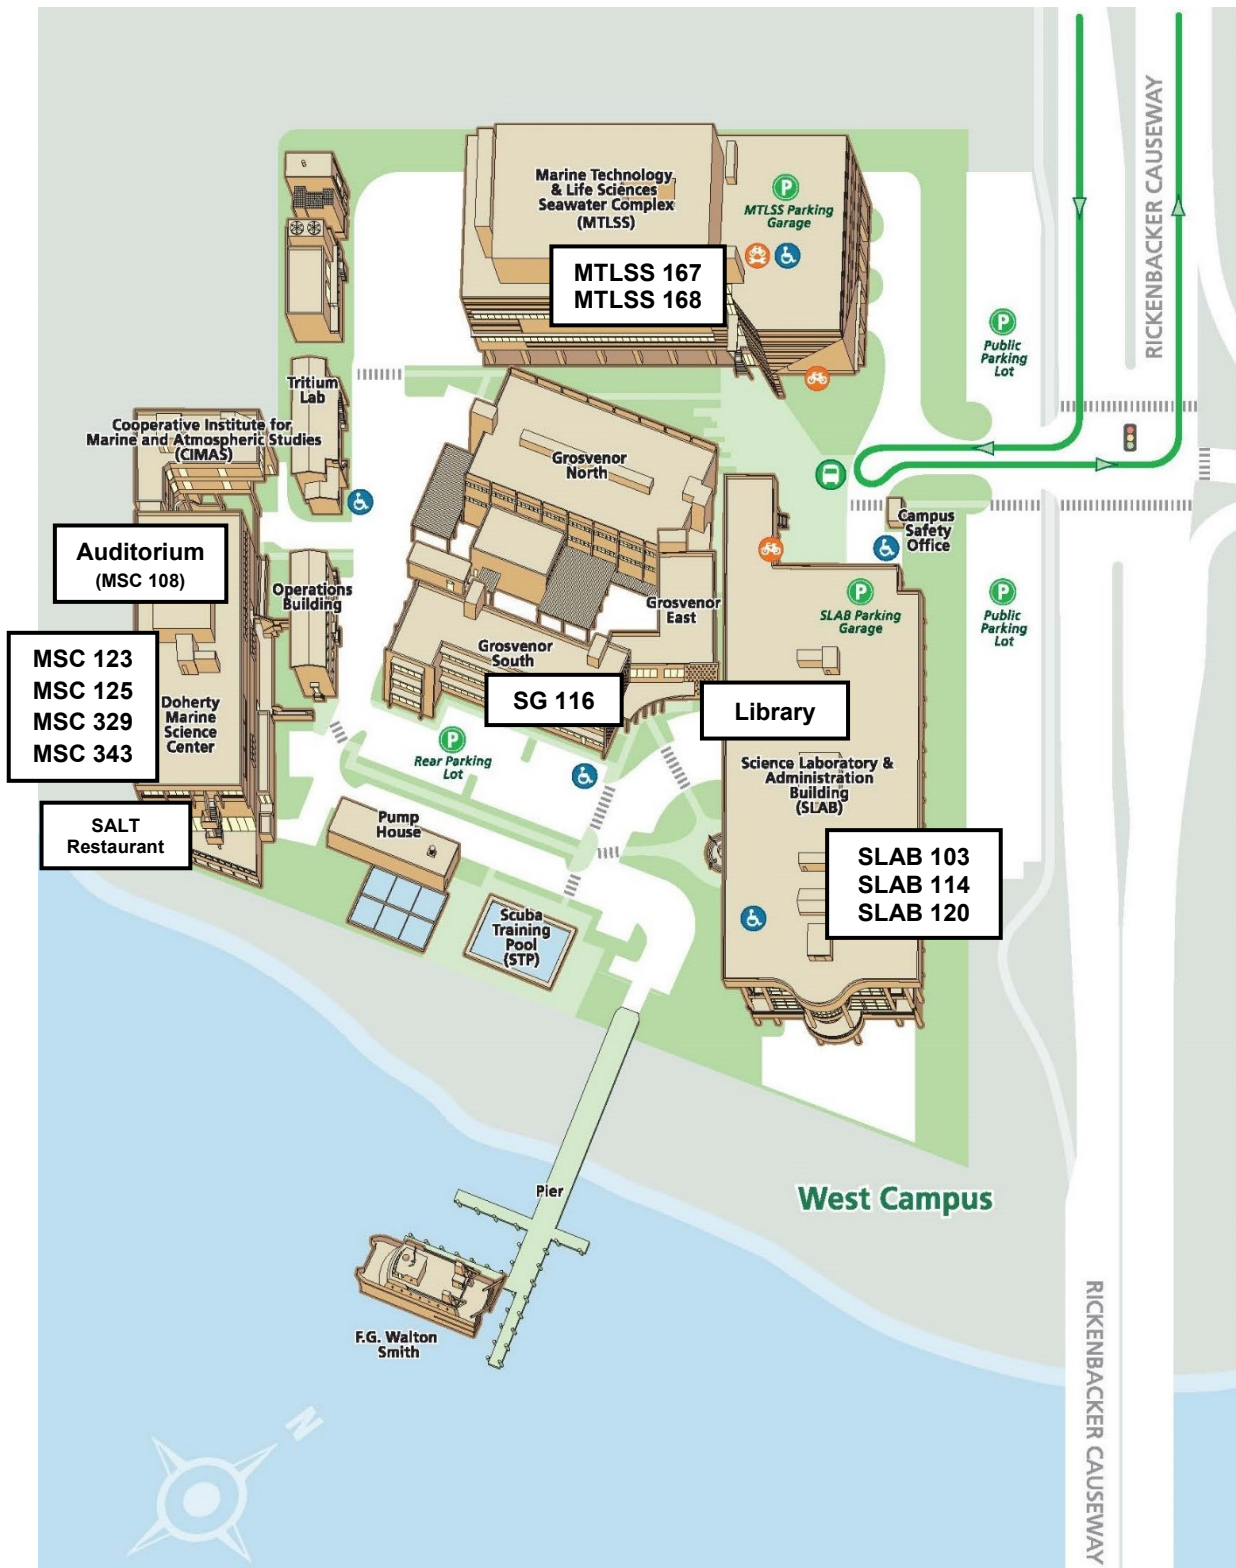 RICKENBACKER CAUSEWAY
Marine Technology
& Life Sciences
Seawater Complex
(MTLSS)
P
MTLSS Parking
Garage
MTLSS 167
MTLSS 168
P
Public
Parking
Lot
Tritium
Lab
Cooperative Institute for
Marine and Atmospheric Studies
(CIMAS)
Grosvenor
North
Campus
Safety
Office
Auditorium
(MSC 108)
Operations
Building
Grosvenor
East
P
SLAB Parking
Garage
P
Public
Parking
Lot
MSC 123
MSC 125
MSC 329
MSC 343
Doherty
Marine
Science
Center
Grosvenor
South
SG 116
Library
P
Rear Parking
Lot
Science Laboratory &
Administration
Building
(SLAB)
SALT
Restaurant
Pump
House
SLAB 103
SLAB 114
SLAB 120
Scuba
Training
Pool
(STP)
Pier
West Campus
F.G. Walton
Smith
RICKENBACKER CAUSEWAY
N